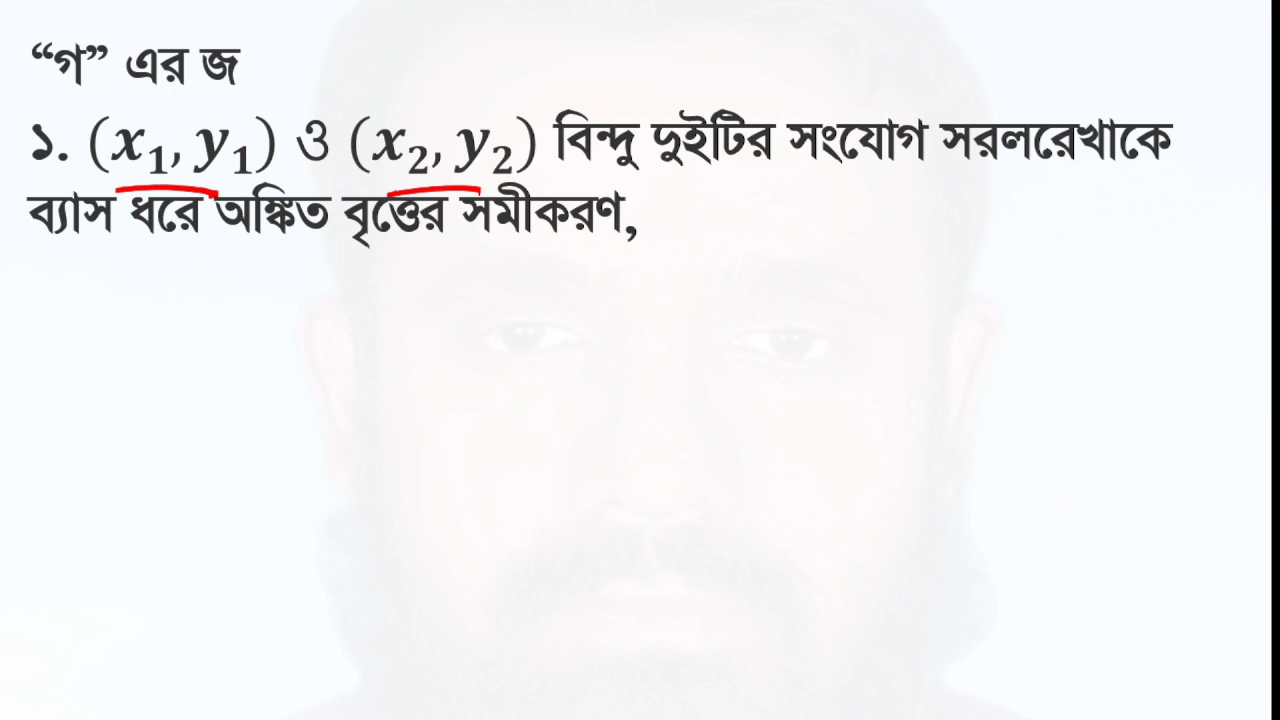 “গ” এর জ
১. (x₁, y₁) ও (x₂, y₂) বিন্দু দুইটির সংযোগ সরলরেখাকে
ব্যাস ধরে অঙ্কিত বৃত্তের সমীকরণ,